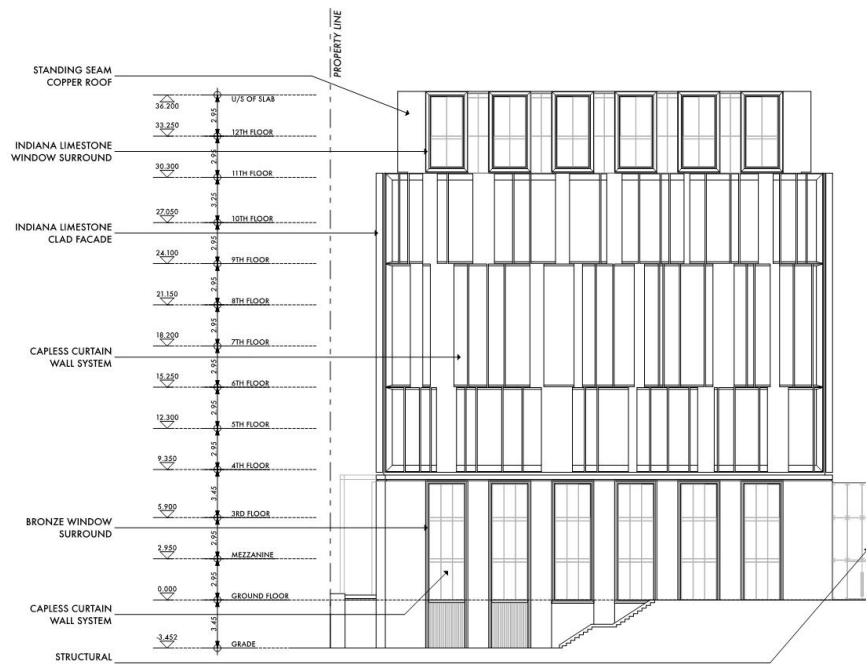 PROPERTY LINE
STANDING SEAM
COPPER ROOF
U/S OF SLAB
36.200
2.95
33.250
12TH FLOOR
INDIANA LIMESTONE
WINDOW SURROUND
2.95
30.300
11TH FLOOR
3.25
27.050
10TH FLOOR
INDIANA LIMESTONE
CLAD FACADE
2.95
24.100
9TH FLOOR
2.95
21.150
8TH FLOOR
2.95
18.200
7TH FLOOR
CAPLESS CURTAIN
WALL SYSTEM
2.95
15.250
6TH FLOOR
2.95
12.300
5TH FLOOR
2.95
9.350
4TH FLOOR
3.45
5.900
3RD FLOOR
BRONZE WINDOW
SURROUND
2.95
2.950
MEZZANINE
2.95
0.000
GROUND FLOOR
CAPLESS CURTAIN
WALL SYSTEM
3.45
-3.452
GRADE
STRUCTURAL